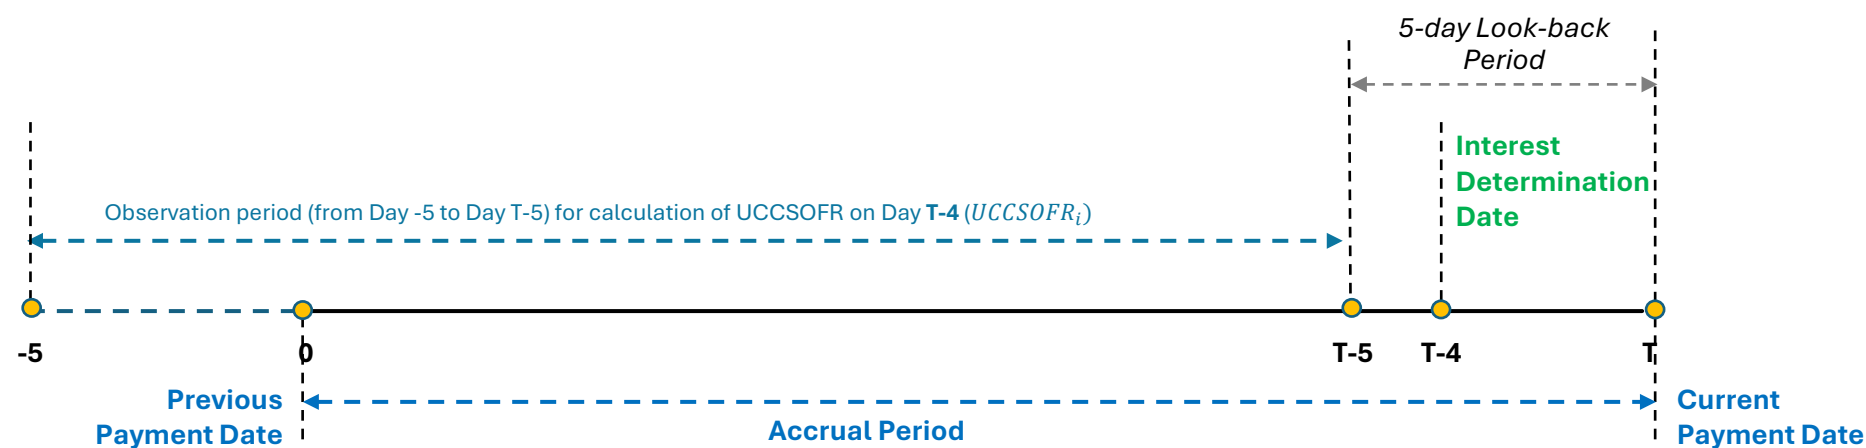 5-day Look-back
Period
Interest
Determination
Date
Observation period (from Day -5 to Day T-5) for calculation of UCCSOFR on Day T-4 (𝑈𝐶𝐶𝑆𝑂𝐹𝑅ᵢ)
-5
0
T-5
T-4
T
Previous
Payment Date
Accrual Period
Current
Payment Date